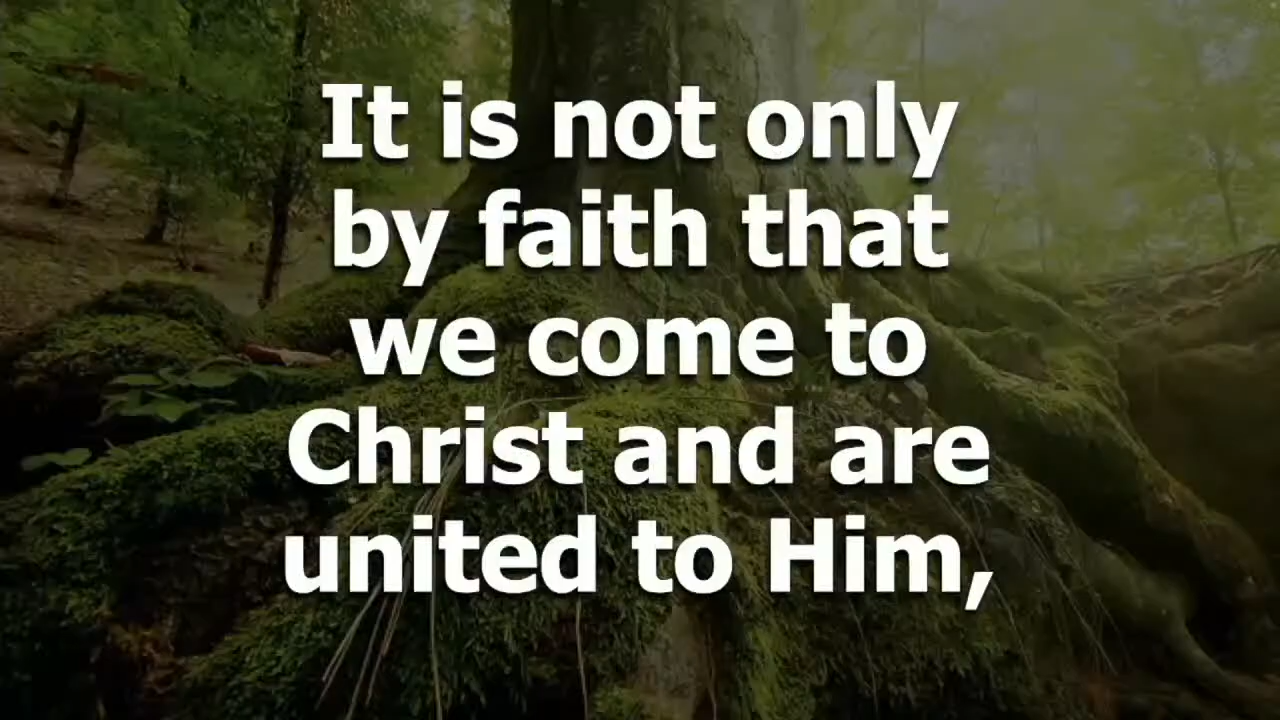 It is not only
by faith that
we come to
Christ and are
united to Him,